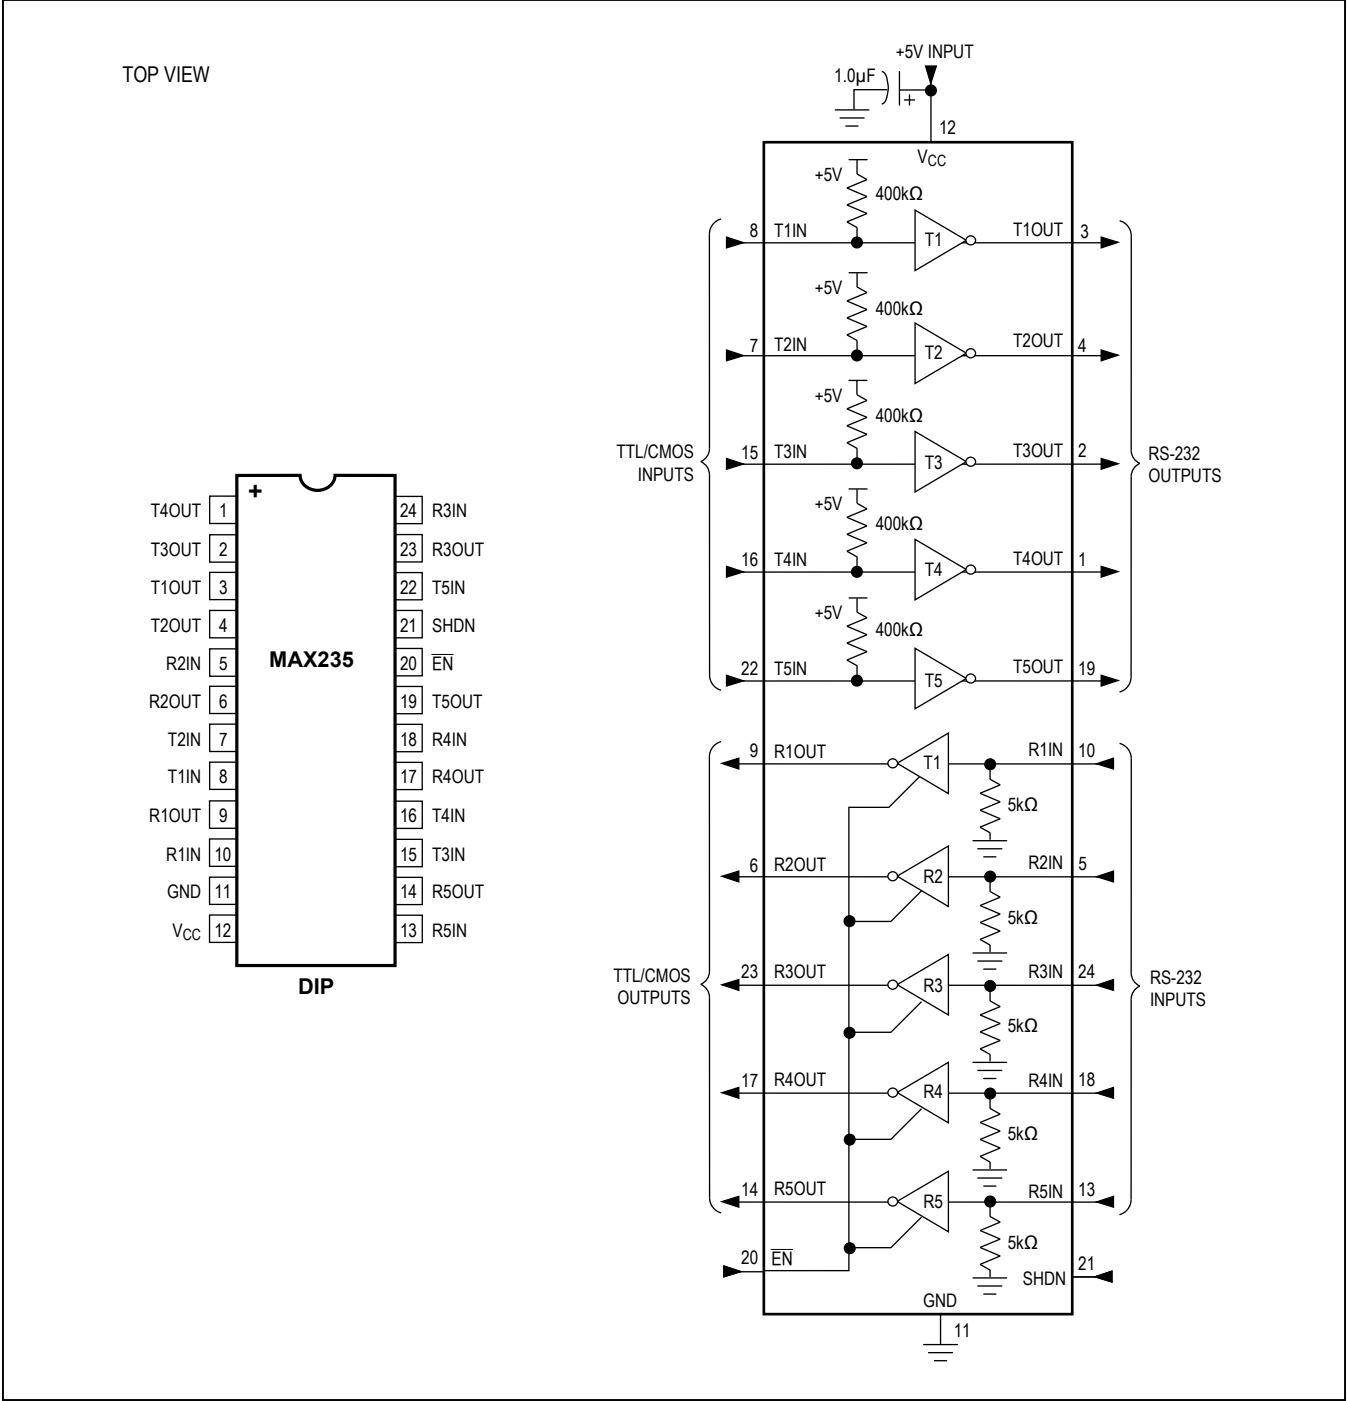 TOP VIEW
+
MAX235
DIP
T4OUT 1
T3OUT 2
T1OUT 3
T2OUT 4
R2IN 5
R2OUT 6
T2IN 7
T1IN 8
R1OUT 9
R1IN 10
GND 11
VCC 12
24 R3IN
23 R3OUT
22 T5IN
21 SHDN
20 E̅N̅
19 T5OUT
18 R4IN
17 R4OUT
16 T4IN
15 T3IN
14 R5OUT
13 R5IN
+5V INPUT
1.0µF
+
12
VCC
+5V
400kΩ
8 T1IN T1 T1OUT 3
+5V
400kΩ
7 T2IN T2 T2OUT 4
+5V
400kΩ
15 T3IN T3 T3OUT 2
+5V
400kΩ
16 T4IN T4 T4OUT 1
+5V
400kΩ
22 T5IN T5 T5OUT 19
TTL/CMOS
INPUTS
RS-232
OUTPUTS
9 R1OUT T1 R1IN 10
5kΩ
6 R2OUT R2 R2IN 5
5kΩ
23 R3OUT R3 R3IN 24
5kΩ
17 R4OUT R4 R4IN 18
5kΩ
14 R5OUT R5 R5IN 13
5kΩ
TTL/CMOS
OUTPUTS
RS-232
INPUTS
20 E̅N̅
SHDN 21
GND
11